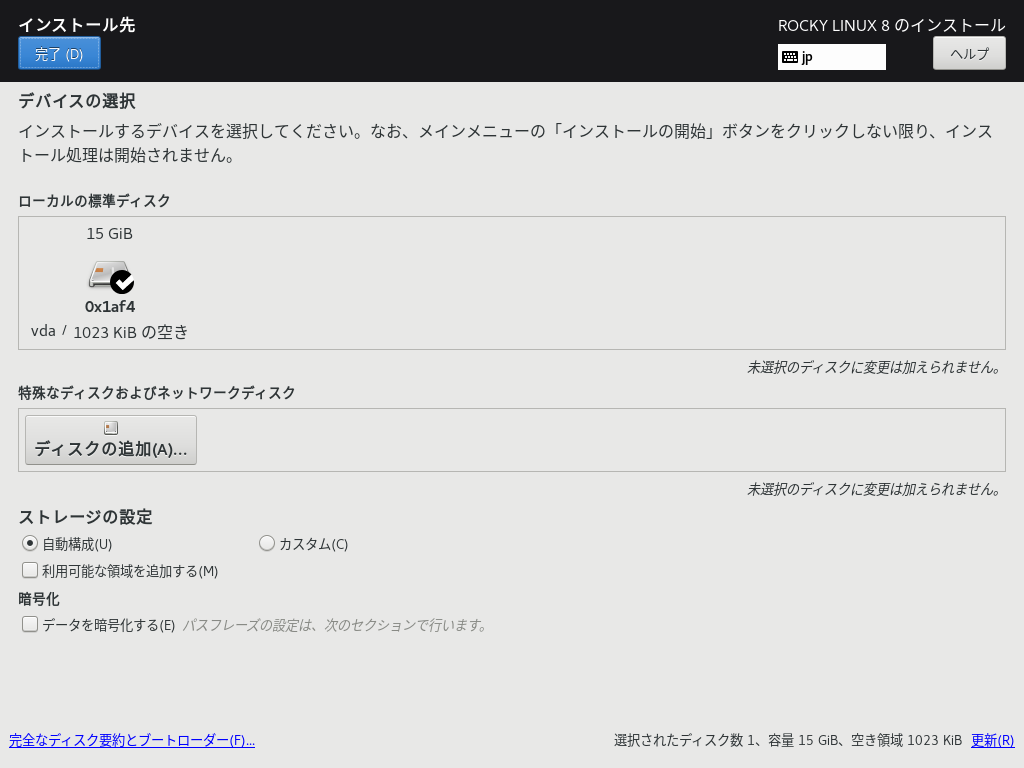 インストール先
ROCKY LINUX 8 のインストール
完了 (D)
jp
ヘルプ
デバイスの選択
インストールするデバイスを選択してください。なお、メインメニューの「インストールの開始」ボタンをクリックしない限り、インス
トール処理は開始されません。
ローカルの標準ディスク
15 GiB
0x1af4
vda / 1023 KiB の空き
未選択のディスクに変更は加えられません。
特殊なディスクおよびネットワークディスク
ディスクの追加(A)...
未選択のディスクに変更は加えられません。
ストレージの設定
自動構成(U)
カスタム(C)
利用可能な領域を追加する(M)
暗号化
データを暗号化する(E) パスフレーズの設定は、次のセクションで行います。
完全なディスク要約とブートローダー(F)...
選択されたディスク数 1、容量 15 GiB、空き領域 1023 KiB 更新(R)